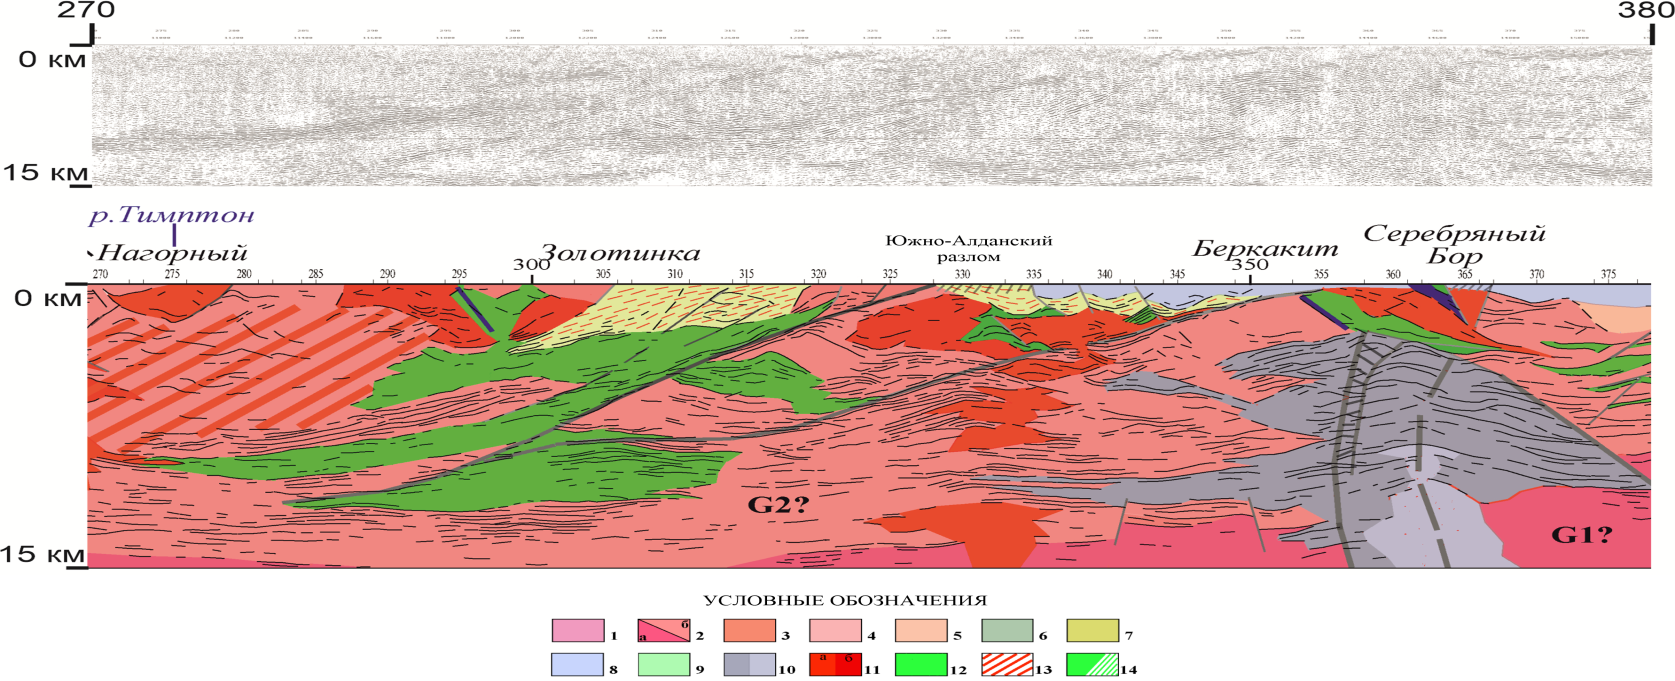 270 380
0 км
15 км
р.Тимптон
Нагорный Золотинка Южно-Алданский разлом Беркакит Серебряный Бор
270 275 280 285 290 295 300 305 310 315 320 325 330 335 340 345 350 355 360 365 370 375
0 км
G2?
G1?
15 км
УСЛОВНЫЕ ОБОЗНАЧЕНИЯ
1 а б 2 3 4 5 6 7
8 9 10 а б 11 12 13 14